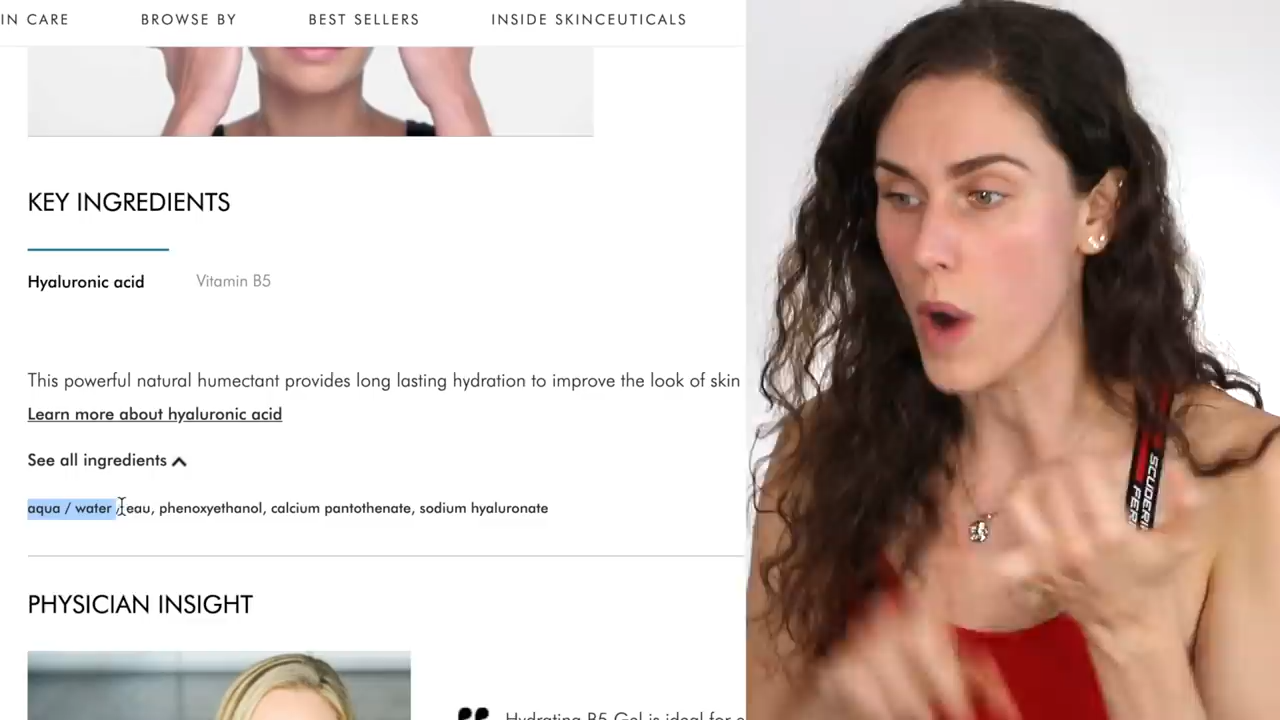 IN CARE
BROWSE BY
BEST SELLERS
INSIDE SKINCEUTICALS
KEY INGREDIENTS
Hyaluronic acid
Vitamin B5
This powerful natural humectant provides long lasting hydration to improve the look of skin
Learn more about hyaluronic acid
See all ingredients
aqua / water / eau, phenoxyethanol, calcium pantothenate, sodium hyaluronate
PHYSICIAN INSIGHT
Hydrating B5 Gel is ideal for
SCUDERI
FER